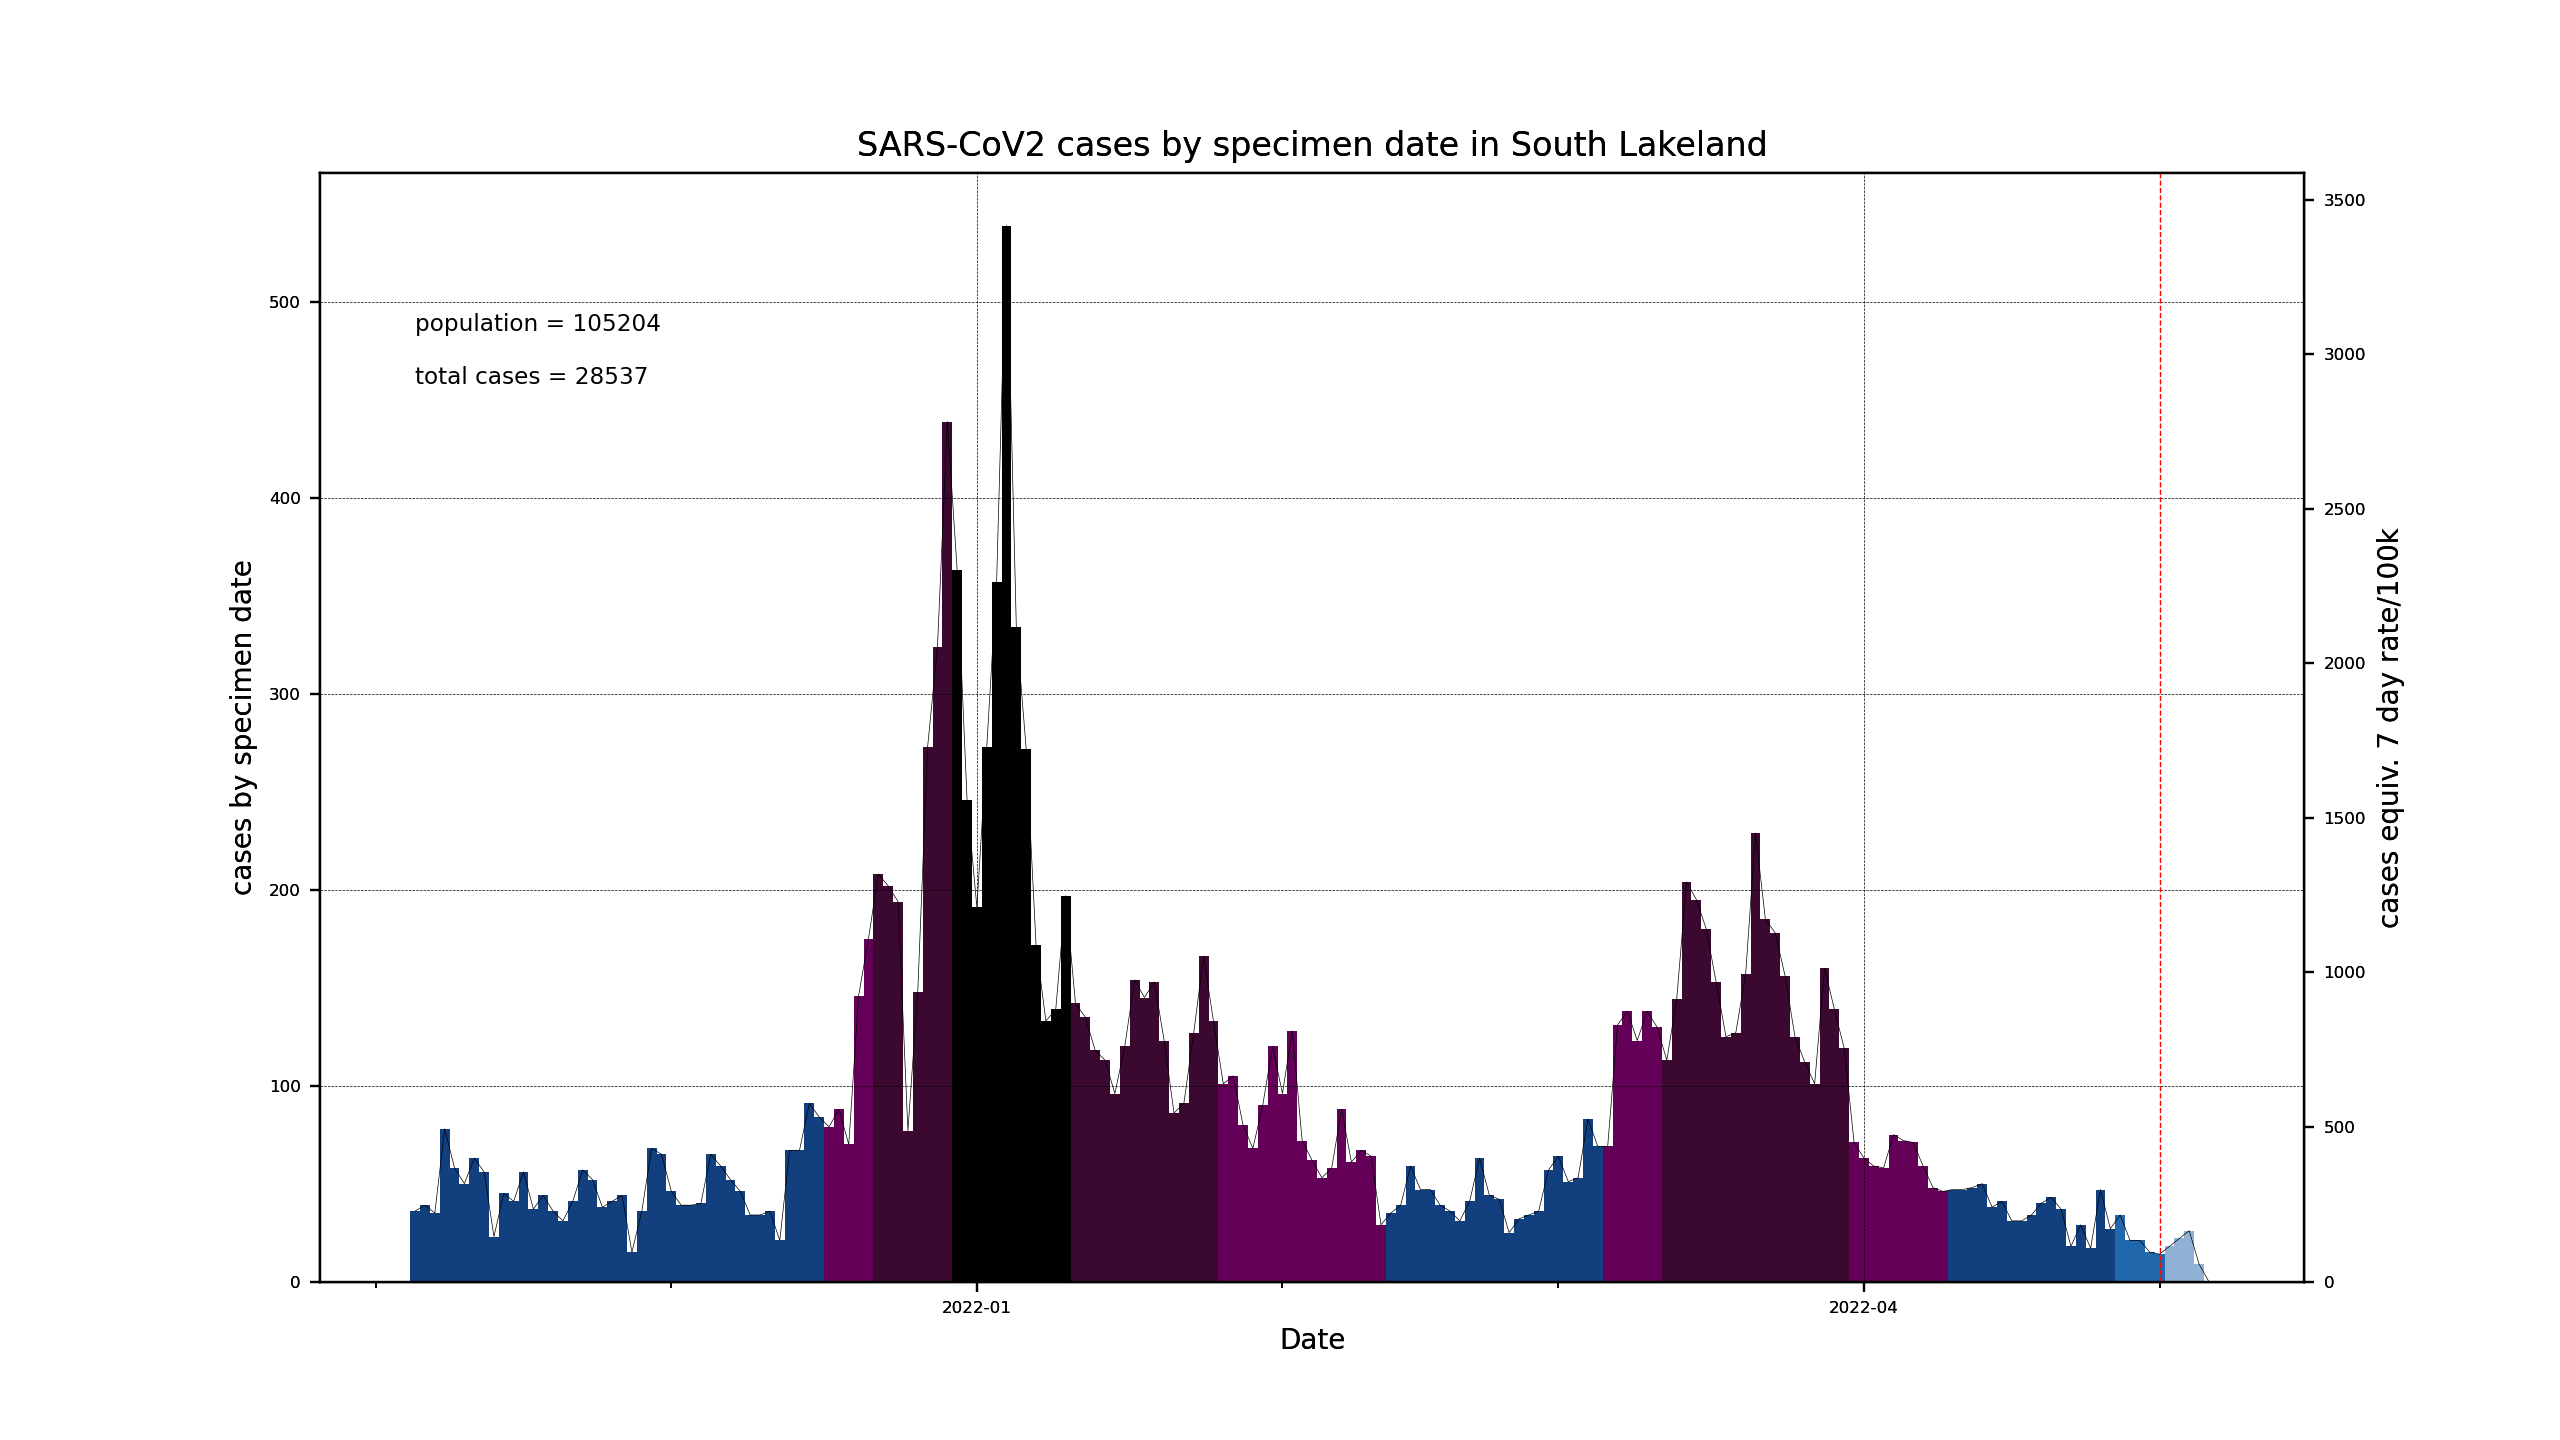 SARS-CoV2 cases by specimen date in South Lakeland
population = 105204
total cases = 28537
cases by specimen date
500
400
300
200
100
0
3500
3000
2500
2000
1500
1000
500
0
cases equiv. 7 day rate/100k
2022-01
2022-04
Date